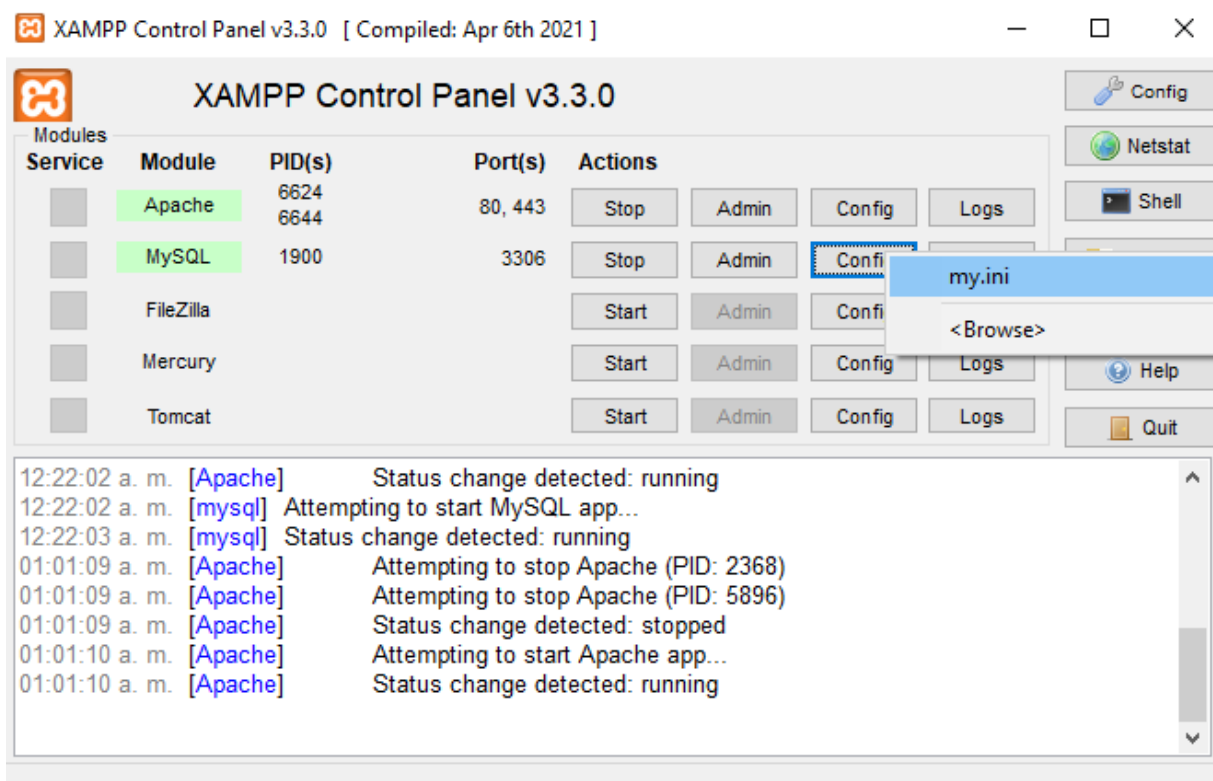 XAMPP Control Panel v3.3.0 [ Compiled: Apr 6th 2021 ]
XAMPP Control Panel v3.3.0
Config
Modules
Service Module PID(s) Port(s) Actions
Netstat
Apache 6624 6644 80, 443 Stop Admin Config Logs
Shell
MySQL 1900 3306 Stop Admin Confi
my.ini
FileZilla Start Admin Confi
<Browse>
Mercury Start Admin Config Logs
Help
Tomcat Start Admin Config Logs
Quit
12:22:02 a. m. [Apache] Status change detected: running
12:22:02 a. m. [mysql] Attempting to start MySQL app...
12:22:03 a. m. [mysql] Status change detected: running
01:01:09 a. m. [Apache] Attempting to stop Apache (PID: 2368)
01:01:09 a. m. [Apache] Attempting to stop Apache (PID: 5896)
01:01:09 a. m. [Apache] Status change detected: stopped
01:01:10 a. m. [Apache] Attempting to start Apache app...
01:01:10 a. m. [Apache] Status change detected: running